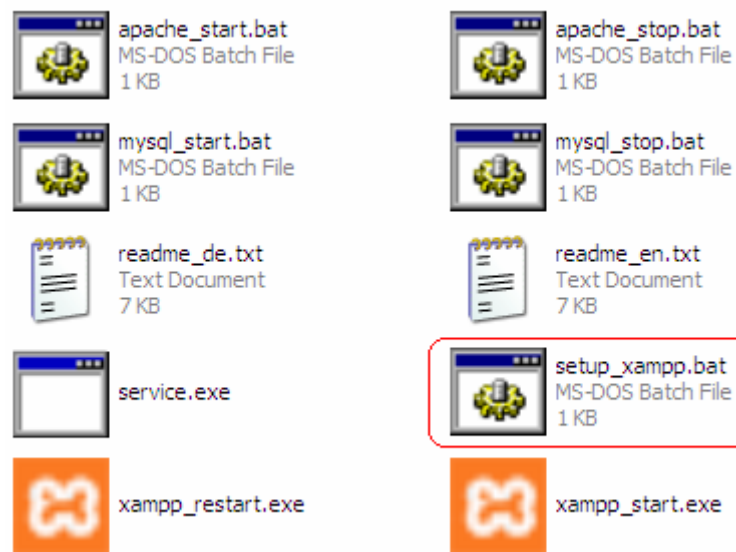 apache_start.bat
MS-DOS Batch File
1 KB
apache_stop.bat
MS-DOS Batch File
1 KB
mysql_start.bat
MS-DOS Batch File
1 KB
mysql_stop.bat
MS-DOS Batch File
1 KB
readme_de.txt
Text Document
7 KB
readme_en.txt
Text Document
7 KB
service.exe
setup_xampp.bat
MS-DOS Batch File
1 KB
xampp_restart.exe
xampp_start.exe